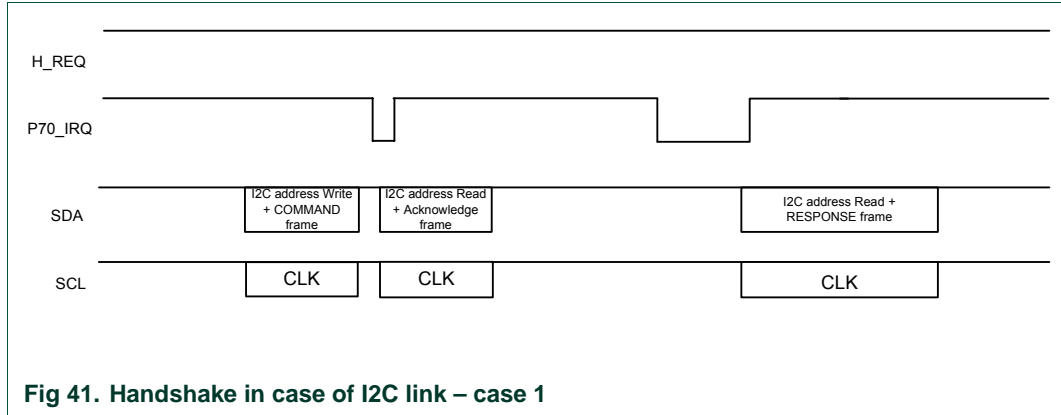 H_REQ
P70_IRQ
SDA
I2C address Write
+ COMMAND
frame
I2C address Read
+ Acknowledge
frame
I2C address Read +
RESPONSE frame
SCL
CLK
CLK
CLK
Fig 41. Handshake in case of I2C link – case 1